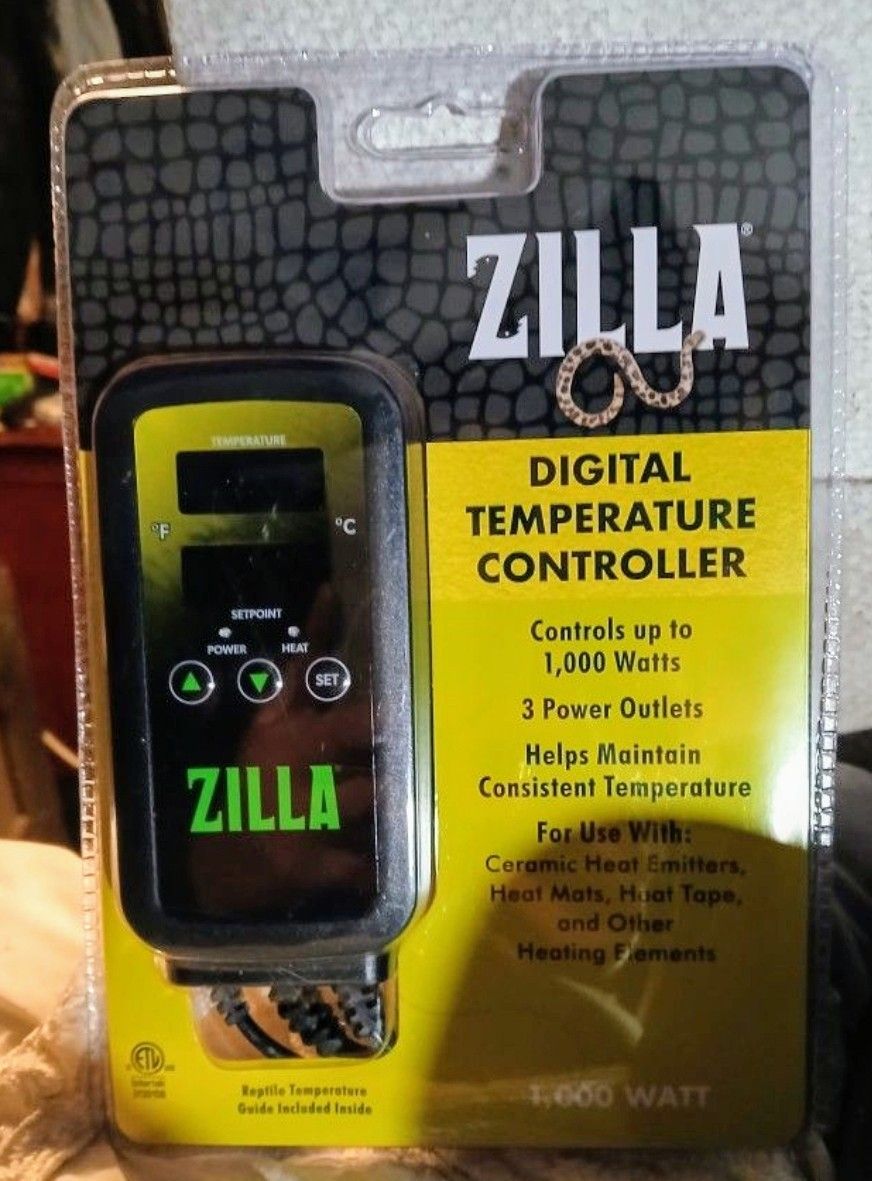 ZILLA®
DIGITAL
TEMPERATURE
CONTROLLER
Controls up to
1,000 Watts
3 Power Outlets
Helps Maintain
Consistent Temperature
For Use With:
Ceramic Heat Emitters,
Heat Mats, Heat Tape,
and Other
Heating Elements
1,000 WATT
TEMPERATURE
°F °C
SETPOINT
POWER HEAT
SET
ZILLA
ETL
Reptile Temperature
Guide Included Inside